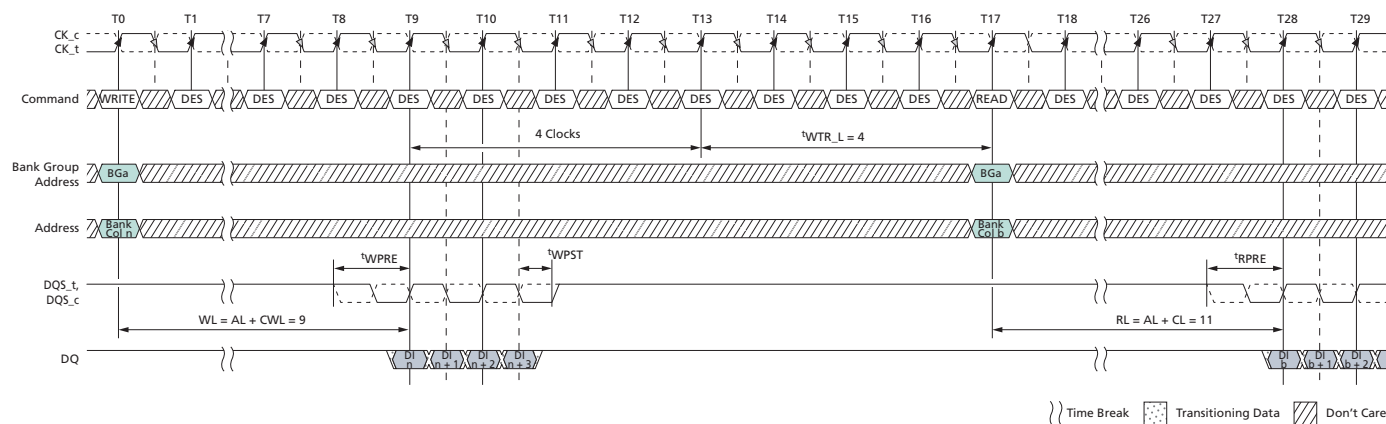 T0 T1 T7 T8 T9 T10 T11 T12 T13 T14 T15 T16 T17 T18 T26 T27 T28 T29
CK_c
CK_t
Command WRITE DES DES DES DES DES DES DES DES DES DES DES READ DES DES DES DES DES
4 Clocks tWTR_L = 4
Bank Group
Address
BGa BGa
Address
Bank
Col n
Bank
Col b
tWPRE tWPST tRPRE
DQS_t,
DQS_c
WL = AL + CWL = 9 RL = AL + CL = 11
DQ
DI
n
DI
n + 1
DI
n + 2
DI
n + 3
DI
b
DI
b + 1
DI
b + 2
Time Break Transitioning Data Don't Care